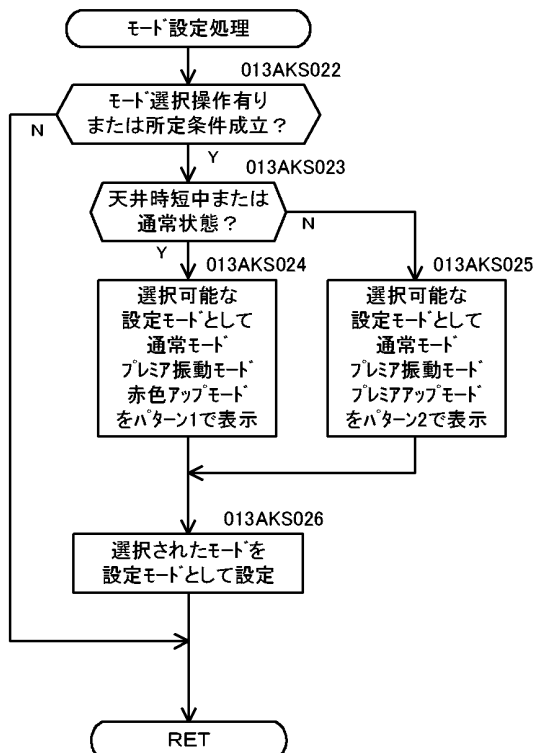 モード設定処理
013AKS022
モード選択操作有り
または所定条件成立？
N
Y
013AKS023
天井時短中または
通常状態？
N
Y
013AKS024
選択可能な
設定モードとして
通常モード
プレミア振動モード
赤色アップモード
をパターン1で表示
013AKS025
選択可能な
設定モードとして
通常モード
プレミア振動モード
プレミアアップモード
をパターン2で表示
013AKS026
選択されたモードを
設定モードとして設定
RET